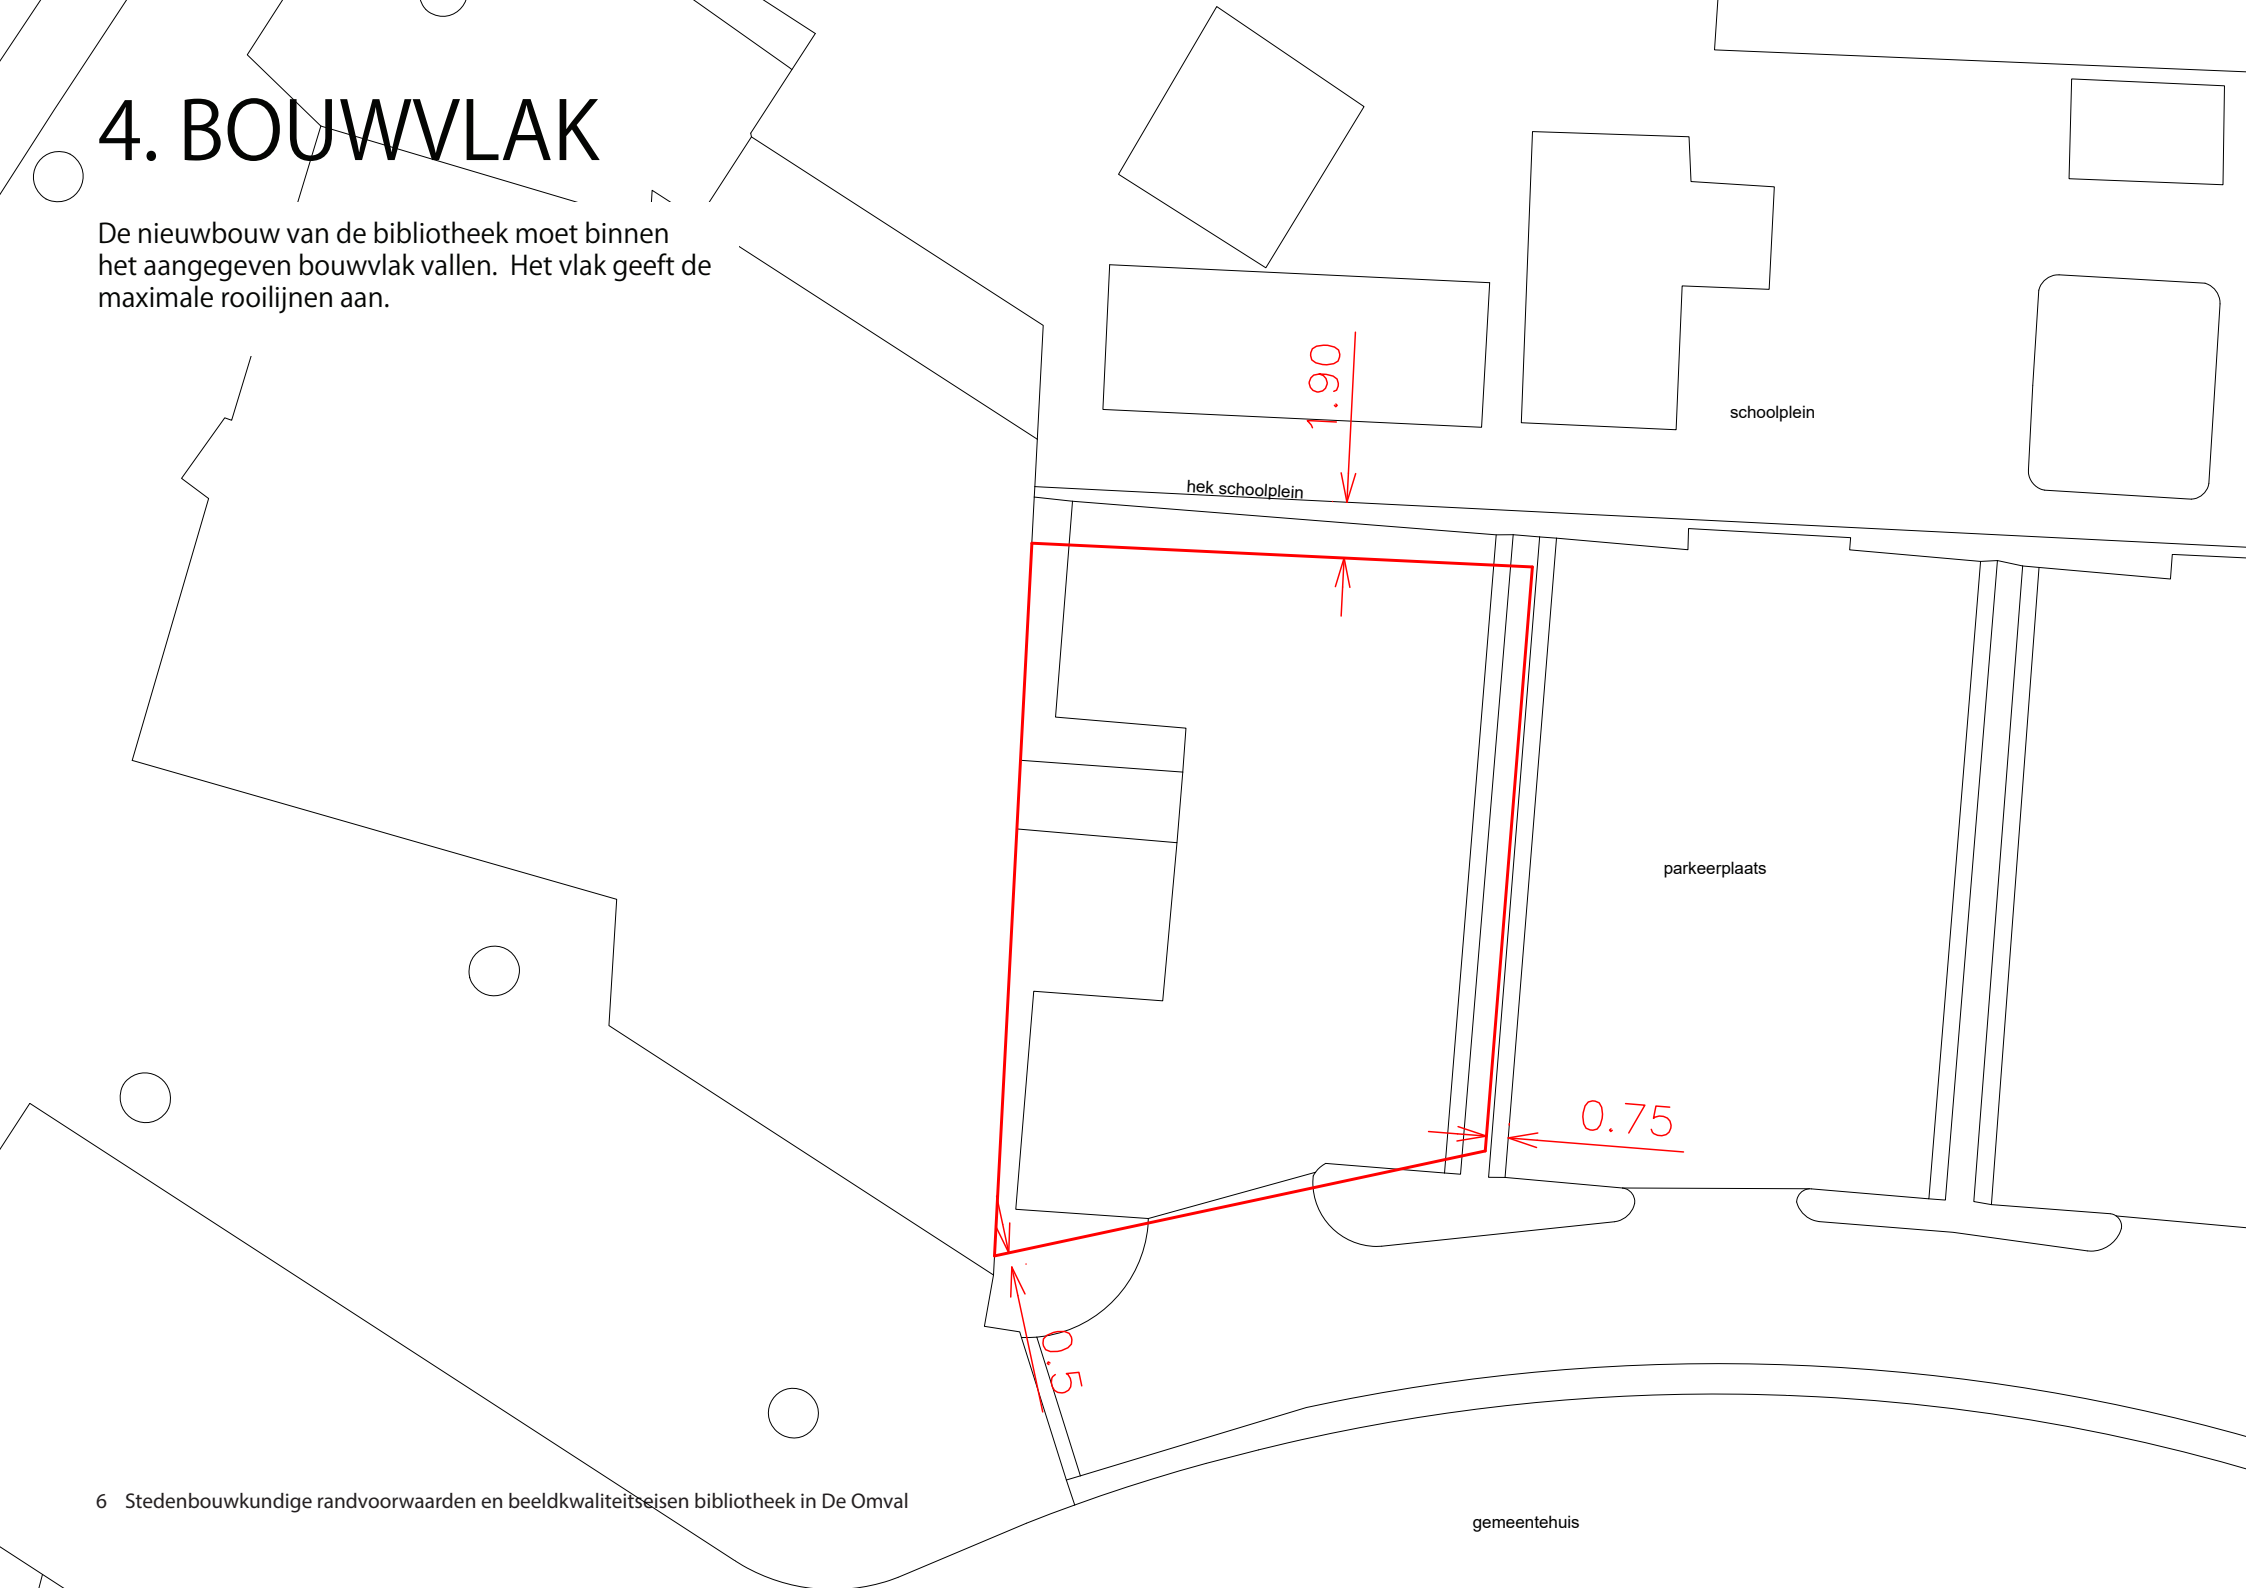 4. BOUWVLAK
De nieuwbouw van de bibliotheek moet binnen
het aangegeven bouwvlak vallen.  Het vlak geeft de
maximale rooilijnen aan.
1.90
schoolplein
hek schoolplein
parkeerplaats
0.75
0.5
6 Stedenbouwkundige randvoorwaarden en beeldkwaliteitseisen bibliotheek in De Omval
gemeentehuis